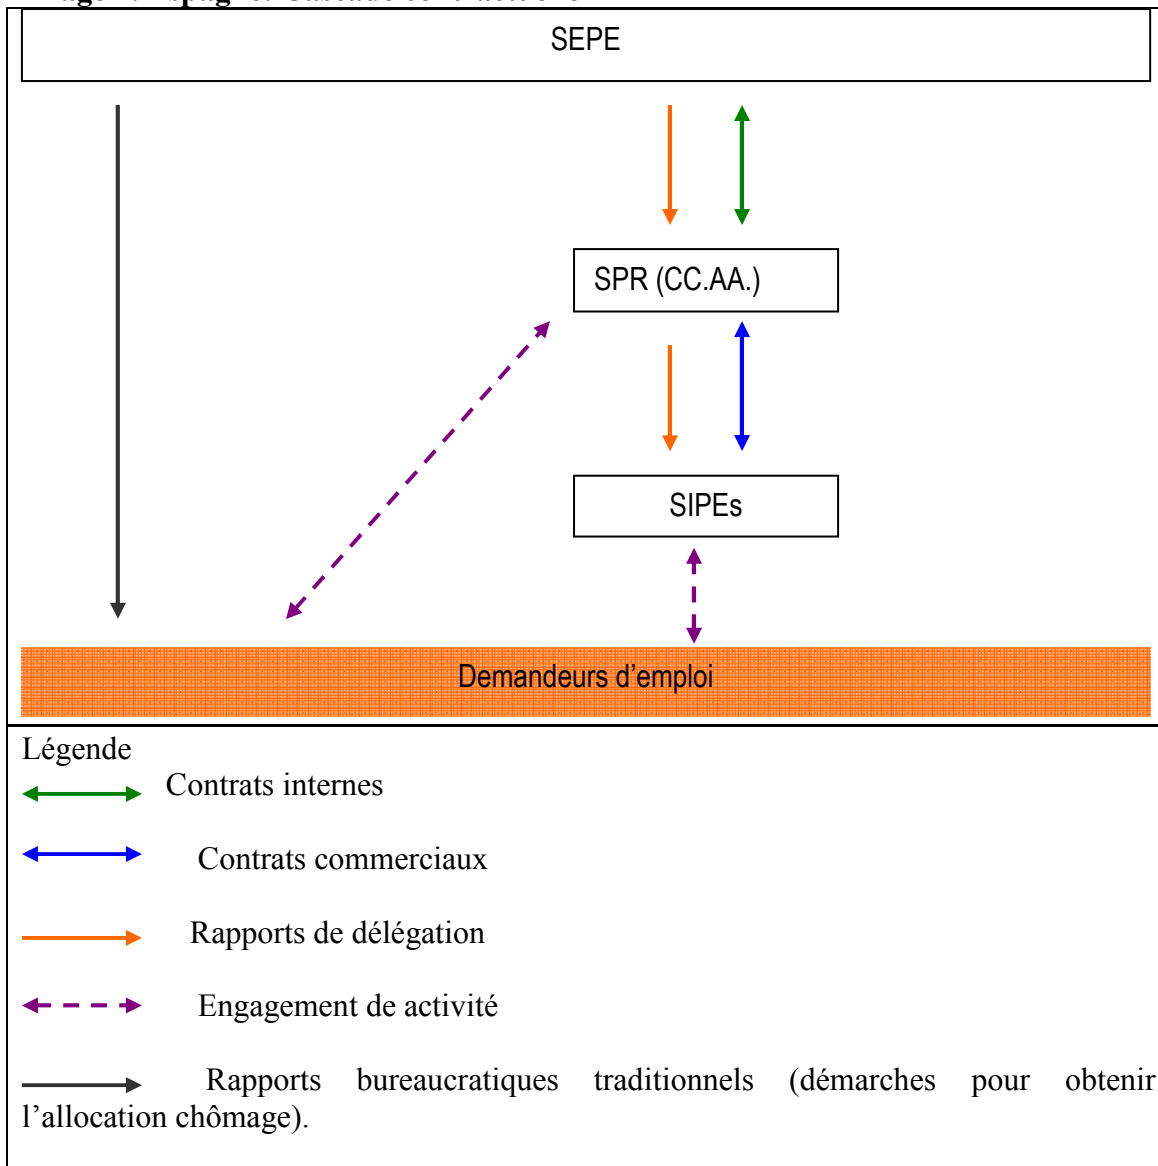 SEPE
SPR (CC.AA.)
SIPEs
Demandeurs d’emploi
Légende
Contrats internes
Contrats commerciaux
Rapports de délégation
Engagement de activité
Rapports bureaucratiques traditionnels (démarches pour obtenir
l’allocation chômage).